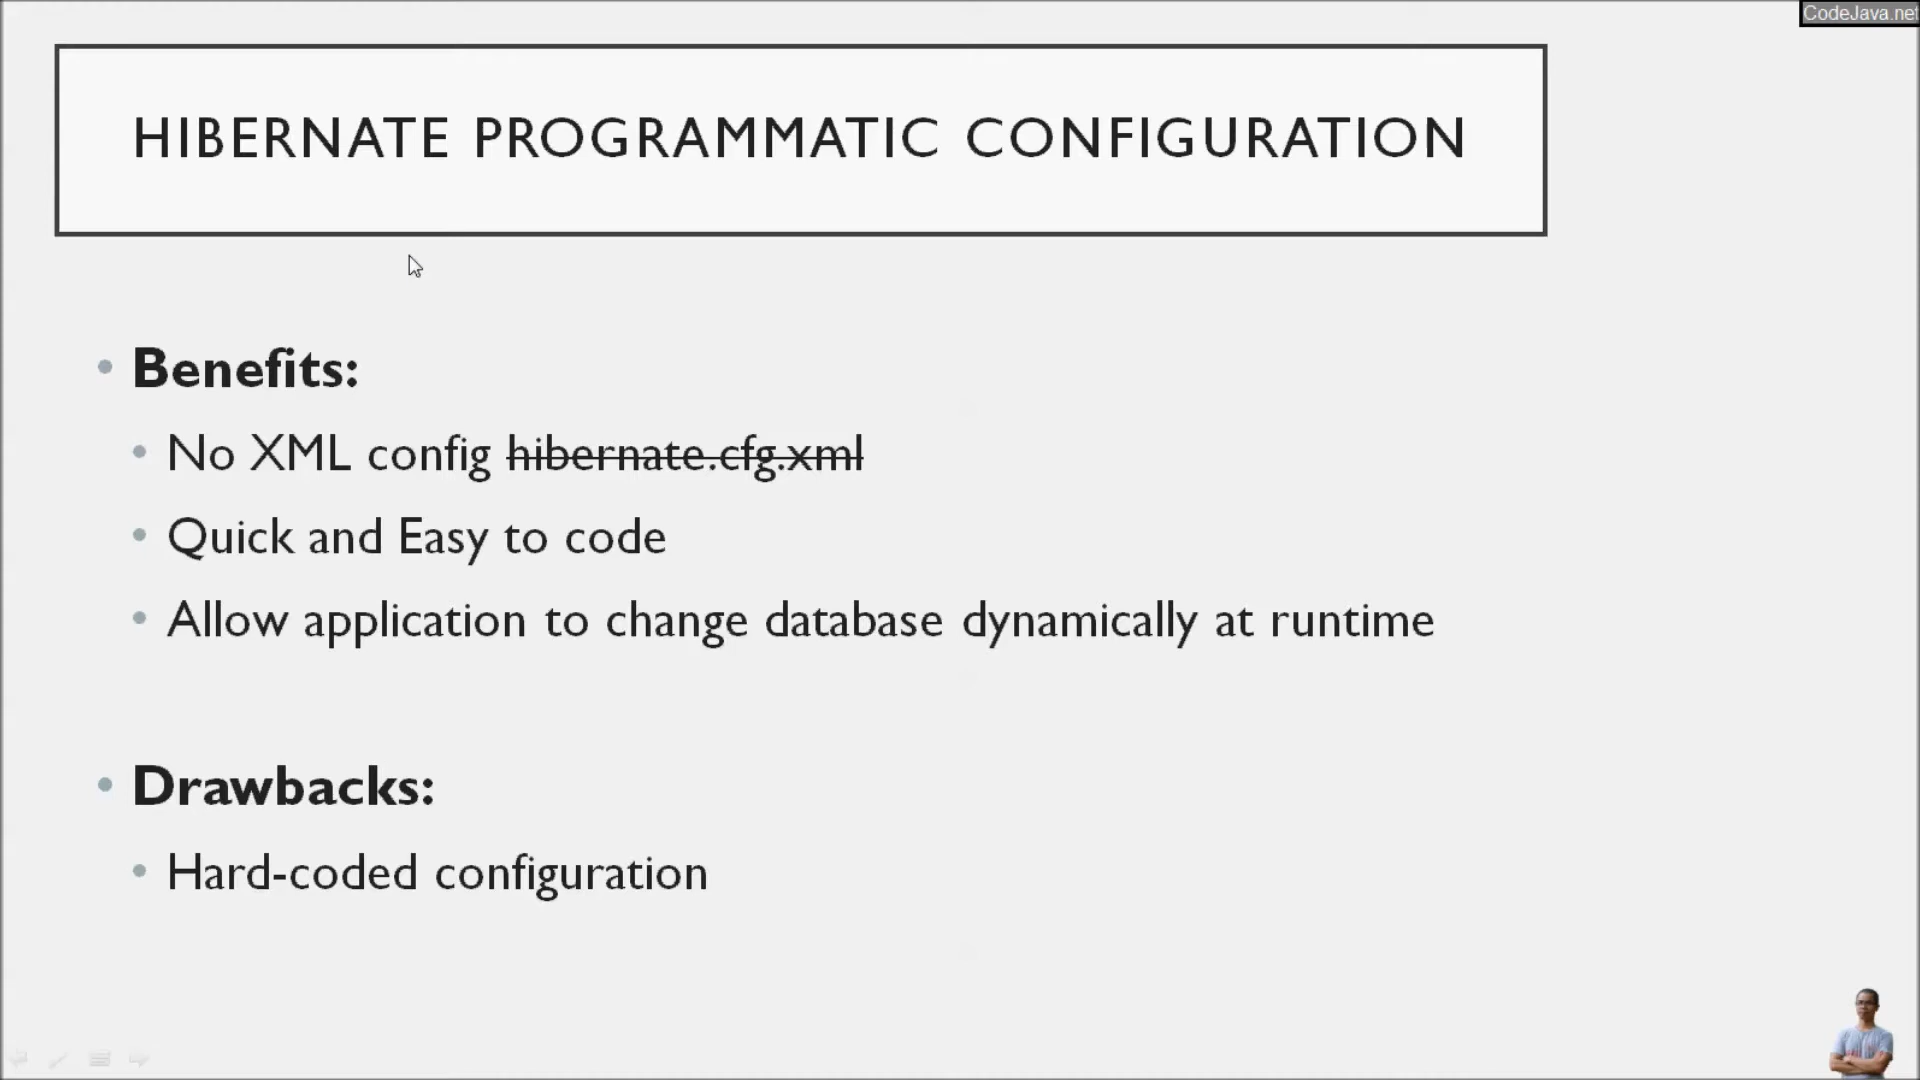 CodeJava.net
HIBERNATE PROGRAMMATIC CONFIGURATION
Benefits:
No XML config hibernate.cfg.xml
Quick and Easy to code
Allow application to change database dynamically at runtime
Drawbacks:
Hard-coded configuration